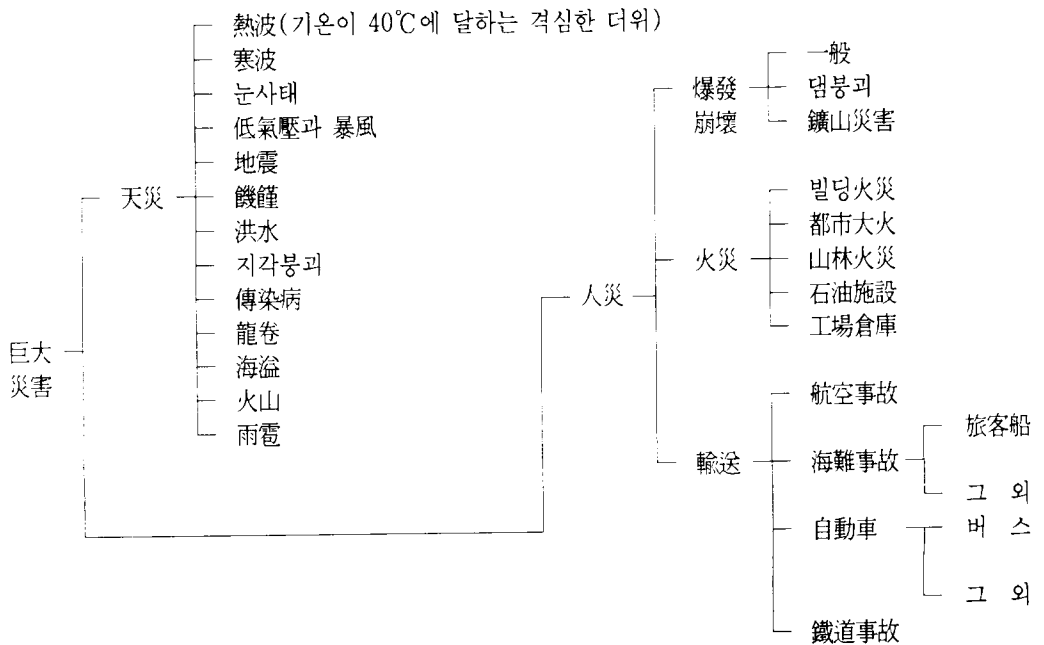 巨大
災害
天災
熱波(기온이 40℃에 달하는 격심한 더위)
寒波
눈사태
低氣壓과 暴風
地震
饑饉
洪水
지각붕괴
傳染病
龍卷
海溢
火山
雨雹
人災
爆發
崩壞
一般
댐붕괴
鑛山災害
火災
빌딩火災
都市大火
山林火災
石油施設
工場倉庫
輸送
航空事故
海難事故
旅客船
그 외
自動車
버 스
그 외
鐵道事故